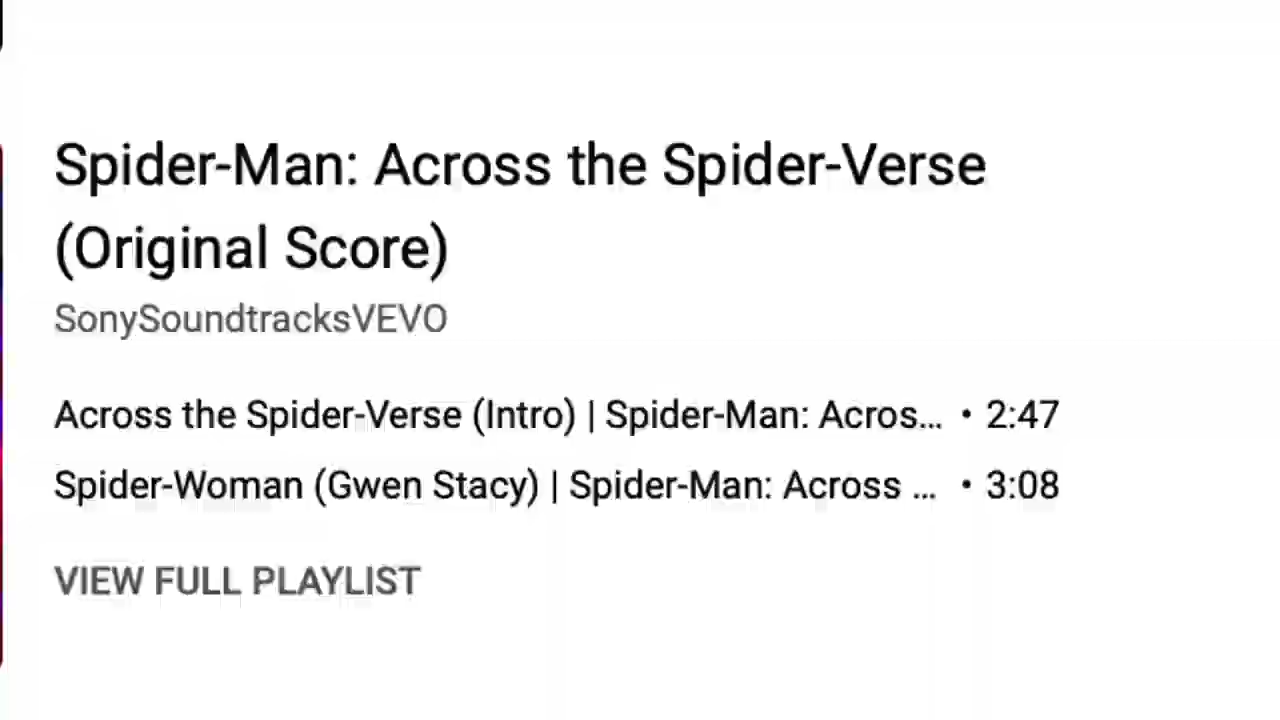 Spider-Man: Across the Spider-Verse
(Original Score)
SonySoundtracksVEVO
Across the Spider-Verse (Intro) | Spider-Man: Acros... • 2:47
Spider-Woman (Gwen Stacy) | Spider-Man: Across ... • 3:08
VIEW FULL PLAYLIST